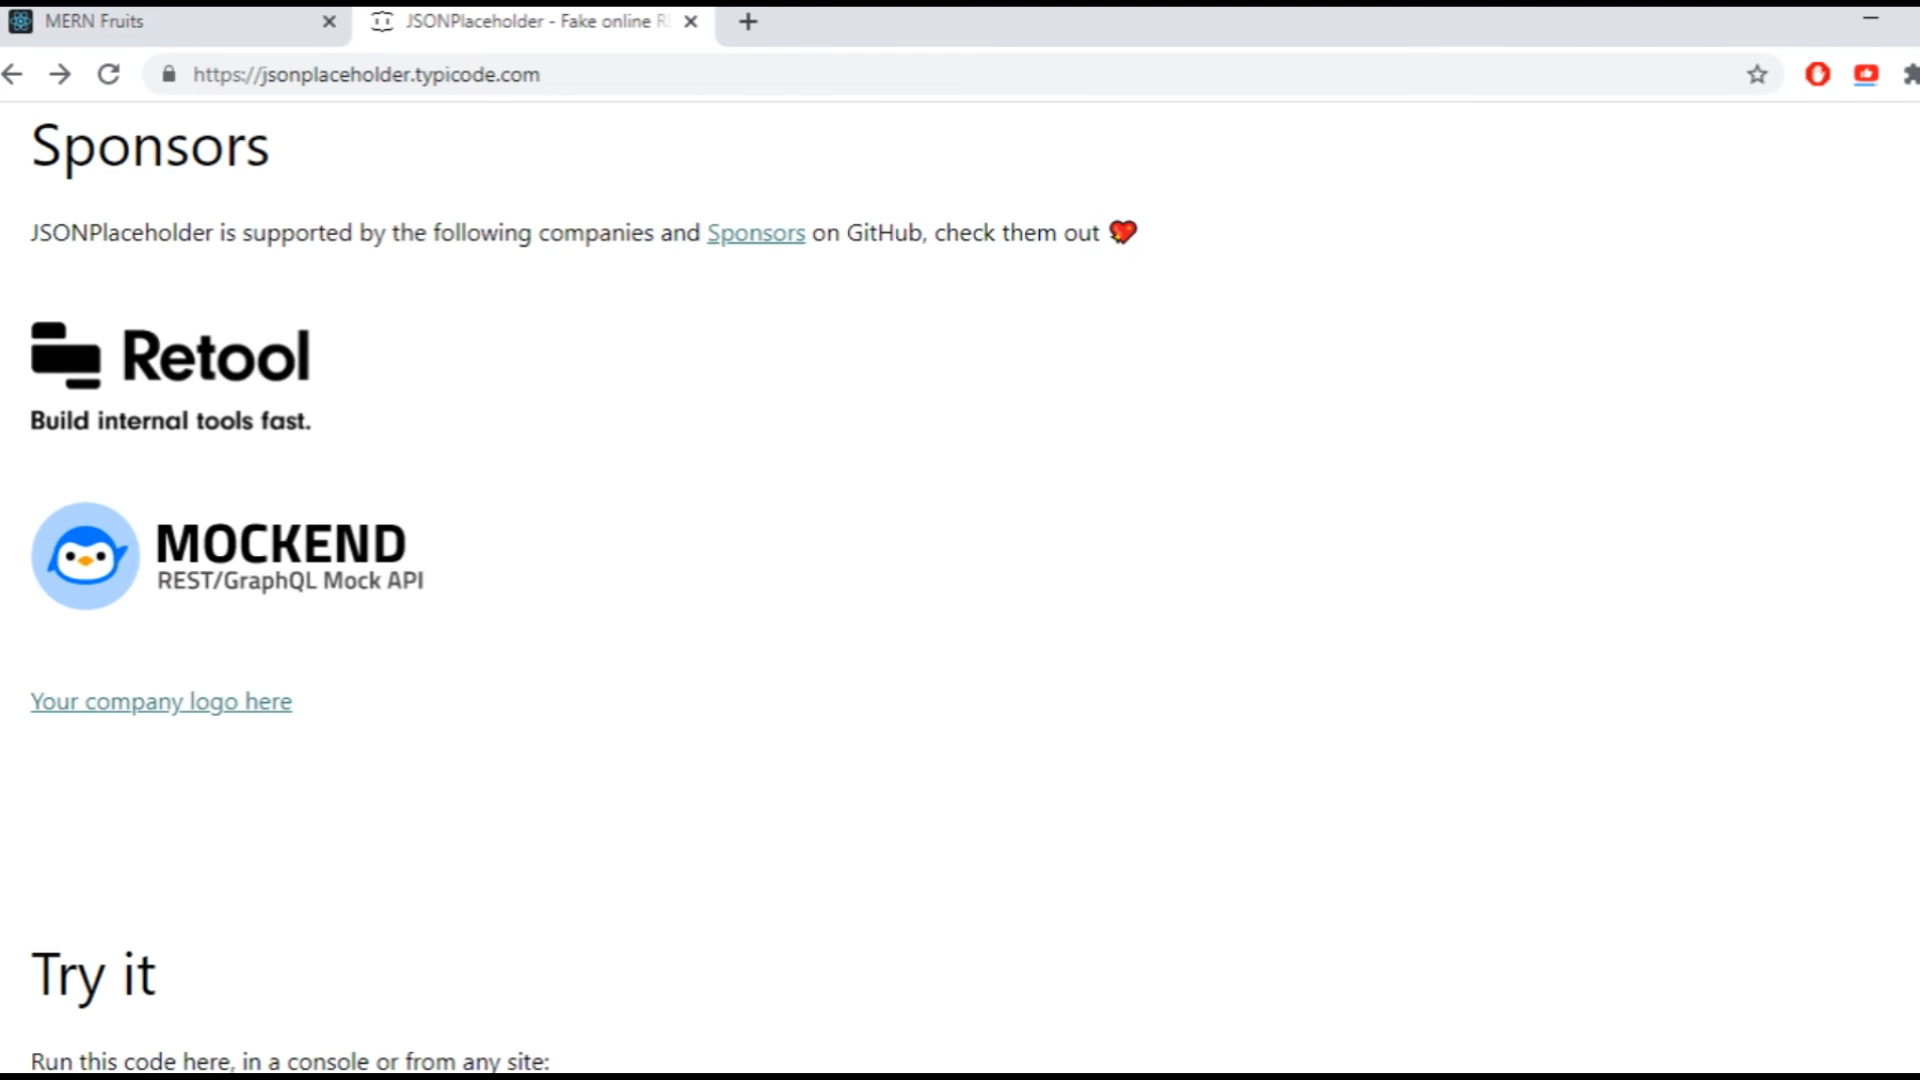 MERN Fruits
JSONPlaceholder - Fake online R
https://jsonplaceholder.typicode.com
Sponsors
JSONPlaceholder is supported by the following companies and Sponsors on GitHub, check them out 💖
Retool
Build internal tools fast.
MOCKEND
REST/GraphQL Mock API
Your company logo here
Try it
Run this code here, in a console or from any site: